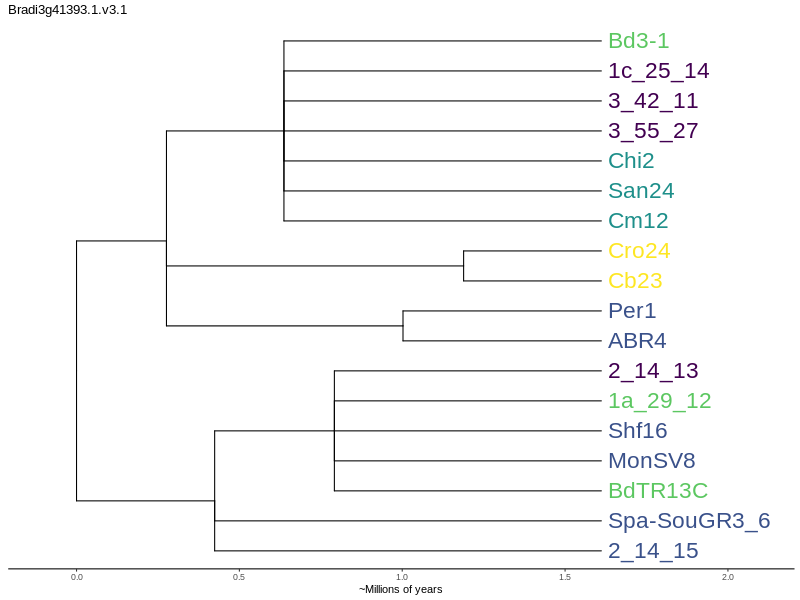 Bradi3g41393.1.v3.1
Bd3-1
1c_25_14
3_42_11
3_55_27
Chi2
San24
Cm12
Cro24
Cb23
Per1
ABR4
2_14_13
1a_29_12
Shf16
MonSV8
BdTR13C
Spa-SouGR3_6
2_14_15
0.0 0.5 1.0 1.5 2.0
~Millions of years